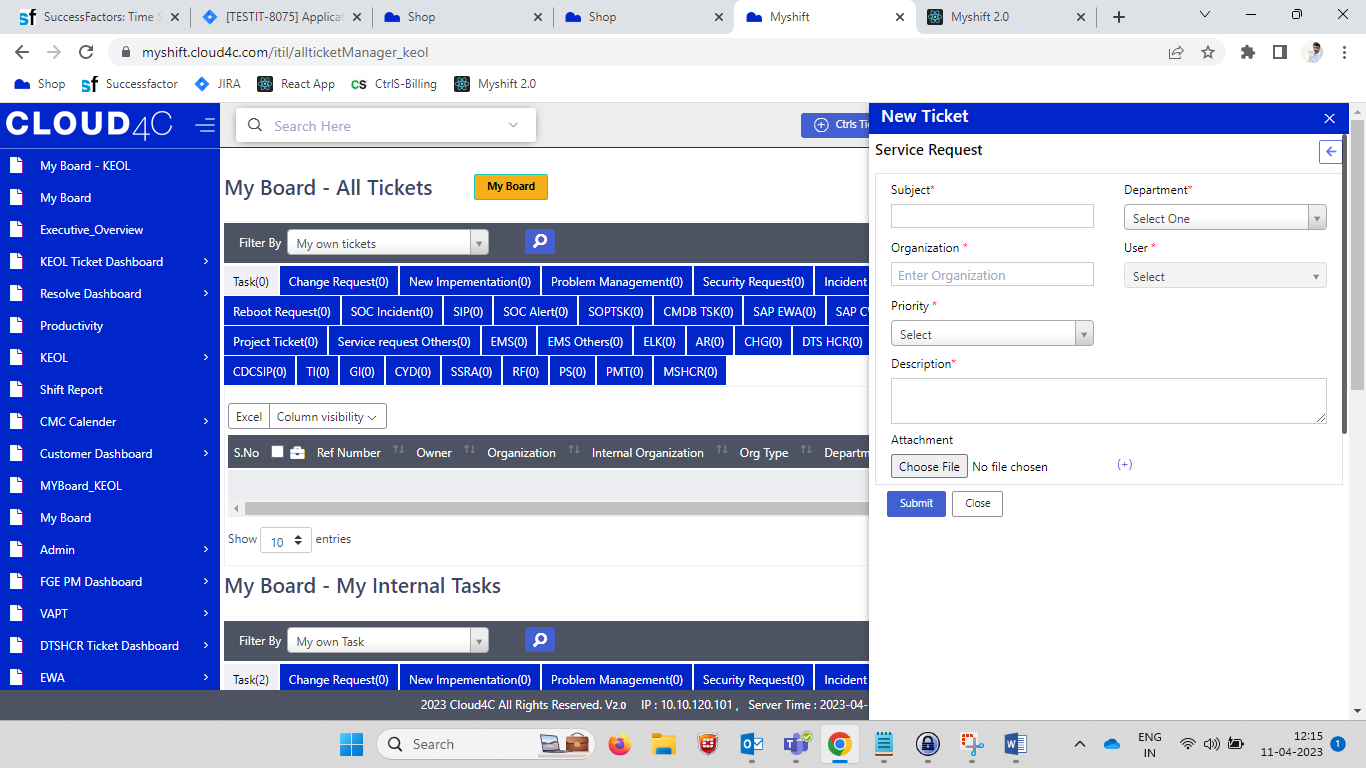 SuccessFactors: Time S
[TESTIT-8075] Applicat
Shop
Shop
Myshift
Myshift 2.0
myshift.cloud4c.com/itil/allticketManager_keol
Shop
Successfactor
JIRA
React App
CtrlS-Billing
Myshift 2.0
CLOUD4C
Search Here
Ctrls Tic
New Ticket
My Board - KEOL
My Board
Executive_Overview
KEOL Ticket Dashboard
Resolve Dashboard
Productivity
KEOL
Shift Report
CMC Calender
Customer Dashboard
MYBoard_KEOL
My Board
Admin
FGE PM Dashboard
VAPT
DTSHCR Ticket Dashboard
EWA
My Board - All Tickets
My Board
Filter By
My own tickets
Task(0) Change Request(0) New Impementation(0) Problem Management(0) Security Request(0) Incident
Reboot Request(0) SOC Incident(0) SIP(0) SOC Alert(0) SOPTSK(0) CMDB TSK(0) SAP EWA(0) SAP C
Project Ticket(0) Service request Others(0) EMS(0) EMS Others(0) ELK(0) AR(0) CHG(0) DTS HCR(0)
CDCSIP(0) TI(0) GI(0) CYD(0) SSRA(0) RF(0) PS(0) PMT(0) MSHCR(0)
Excel Column visibility
S.No Ref Number Owner Organization Internal Organization Org Type Departm
Show 10 entries
My Board - My Internal Tasks
Filter By
My own Task
Task(2) Change Request(0) New Impementation(0) Problem Management(0) Security Request(0) Incident
2023 Cloud4C All Rights Reserved. V2.0 IP : 10.10.120.101 , Server Time : 2023-04-
Service Request
Subject*
Department*
Select One
Organization *
User *
Enter Organization
Select
Priority *
Select
Description*
Attachment
Choose File No file chosen
(+)
Submit
Close
Search
ENG
IN
12:15
11-04-2023
1